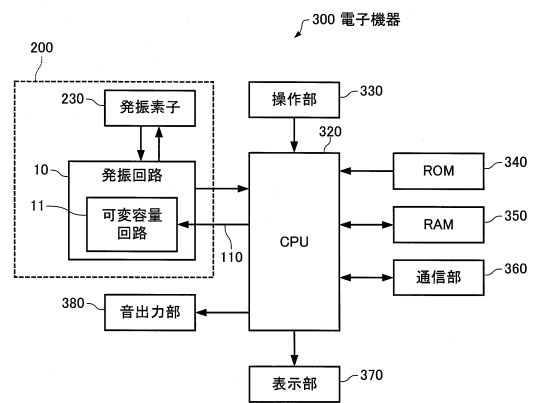 300 電子機器
200
230
発振素子
操作部
330
320
10
発振回路
11
可変容量
回路
110
CPU
ROM
340
RAM
350
通信部
360
380
音出力部
表示部
370